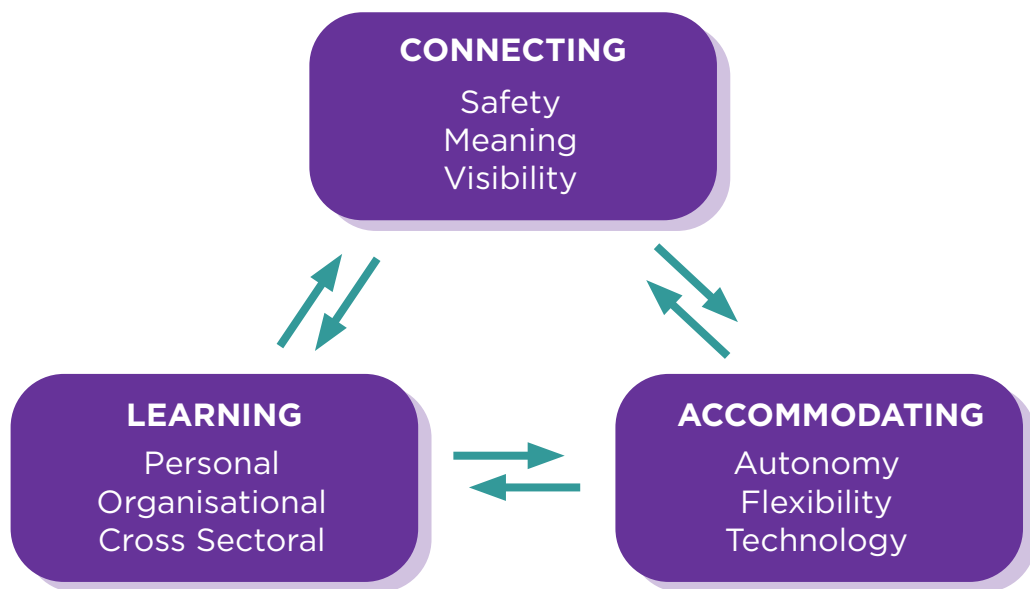 CONNECTING
Safety
Meaning
Visibility
LEARNING
Personal
Organisational
Cross Sectoral
ACCOMMODATING
Autonomy
Flexibility
Technology